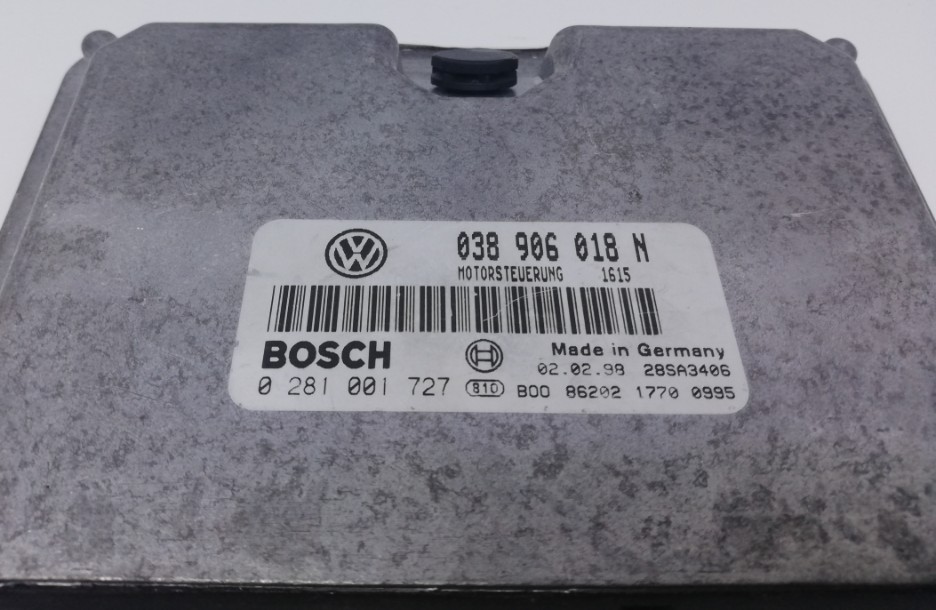 038 906 018 N
MOTORSTEUERUNG 1615
BOSCH
Made in Germany
02.02.98 28SA3406
0 281 001 727 810 B00 86202 1770 0995